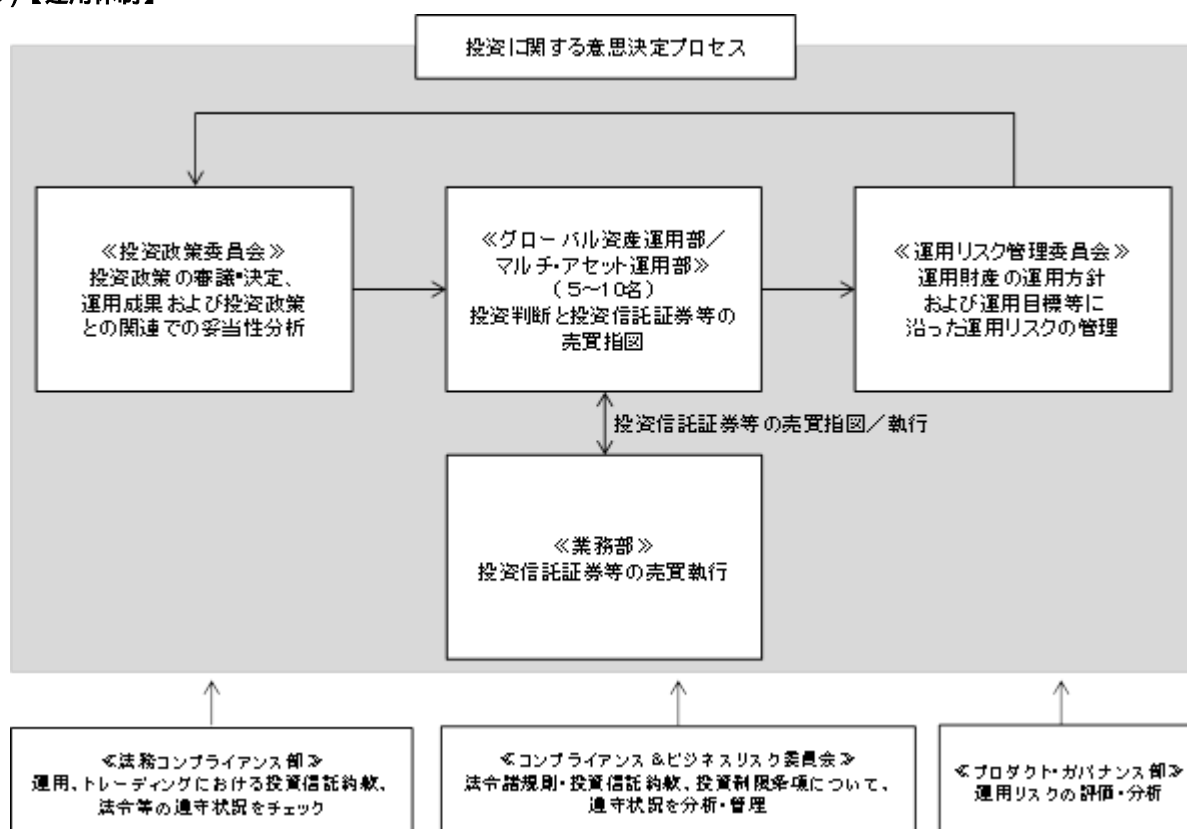 【運用体制】
投資に関する意思決定プロセス
≪投資政策委員会≫
投資政策の審議・決定、
運用成果および投資政策
との関連での妥当性分析
≪グローバル資産運用部／
マルチ・アセット運用部≫
（５～１０名）
投資判断と投資信託証券等の
売買指図
≪運用リスク管理委員会≫
運用財産の運用方針
および運用目標等に
沿った運用リスクの管理
投資信託証券等の売買指図／執行
≪業務部≫
投資信託証券等の売買執行
≪法務コンプライアンス部≫
運用、トレーディングにおける投資信託約款、
法令等の遵守状況をチェック
≪コンプライアンス＆ビジネスリスク委員会≫
法令諸規則・投資信託約款、投資制限条項について、
遵守状況を分析・管理
≪プロダクト・ガバナンス部≫
運用リスクの評価・分析